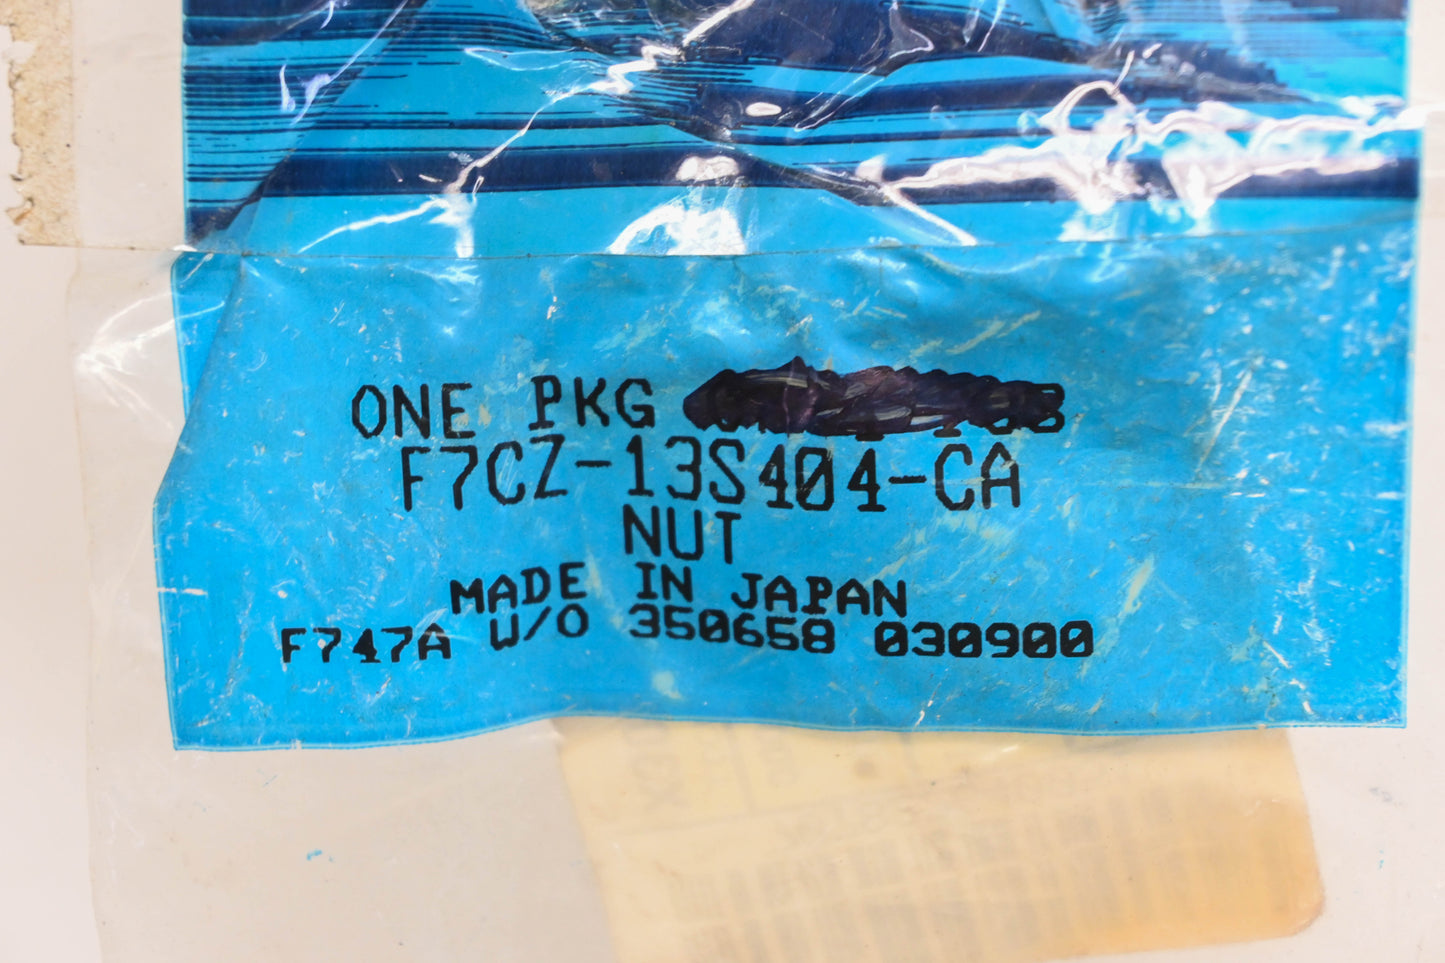 ONE PKG
F7CZ-13S404-CA
NUT
MADE IN JAPAN
F747A W/O 350658 030900